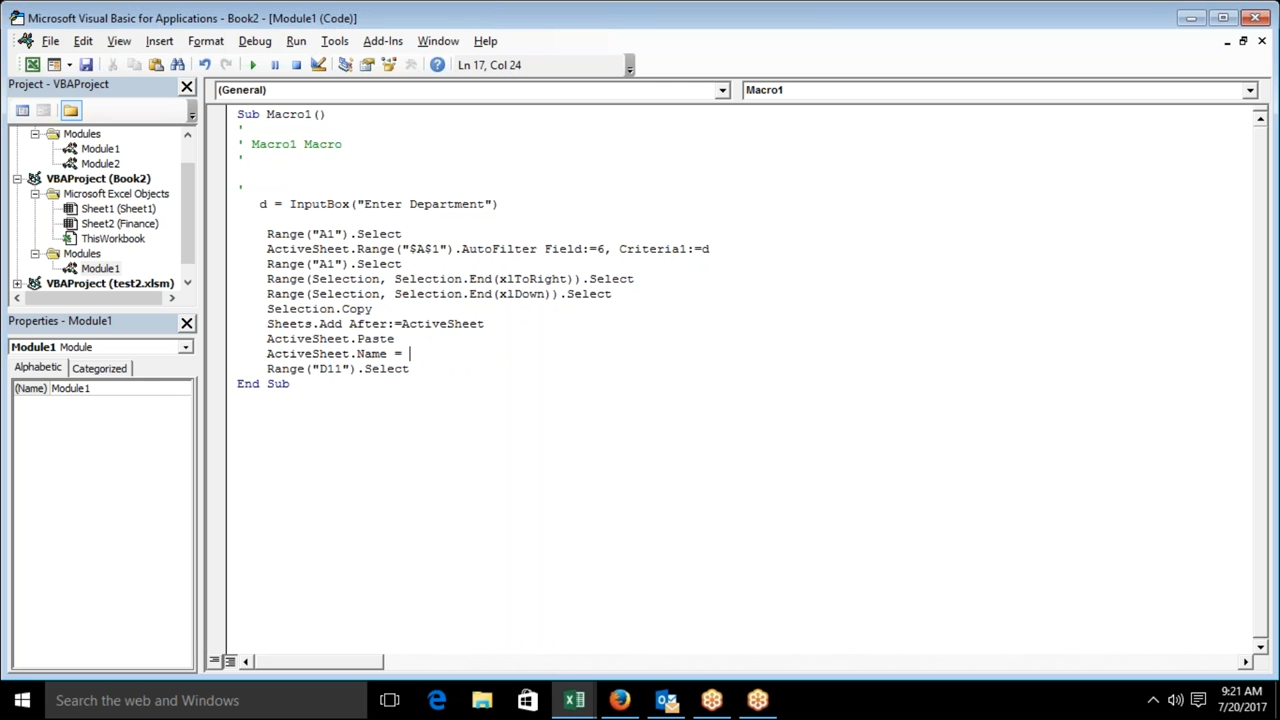 Microsoft Visual Basic for Applications - Book2 - [Module1 (Code)]
File Edit View Insert Format Debug Run Tools Add-Ins Window Help
Ln 17, Col 24
Project - VBAProject
(General)
Macro1
Modules
Module1
Module2
VBAProject (Book2)
Microsoft Excel Objects
Sheet1 (Sheet1)
Sheet2 (Finance)
ThisWorkbook
Modules
Module1
VBAProject (test2.xlsm)
Properties - Module1
Module1 Module
Alphabetic Categorized
(Name) Module1
Sub Macro1()
'
' Macro1 Macro
'
'
d = InputBox("Enter Department")
Range("A1").Select
ActiveSheet.Range("$A$1").AutoFilter Field:=6, Criteria1:=d
Range("A1").Select
Range(Selection, Selection.End(xlToRight)).Select
Range(Selection, Selection.End(xlDown)).Select
Selection.Copy
Sheets.Add After:=ActiveSheet
ActiveSheet.Paste
ActiveSheet.Name =
Range("D11").Select
End Sub
Search the web and Windows
9:21 AM
7/20/2017